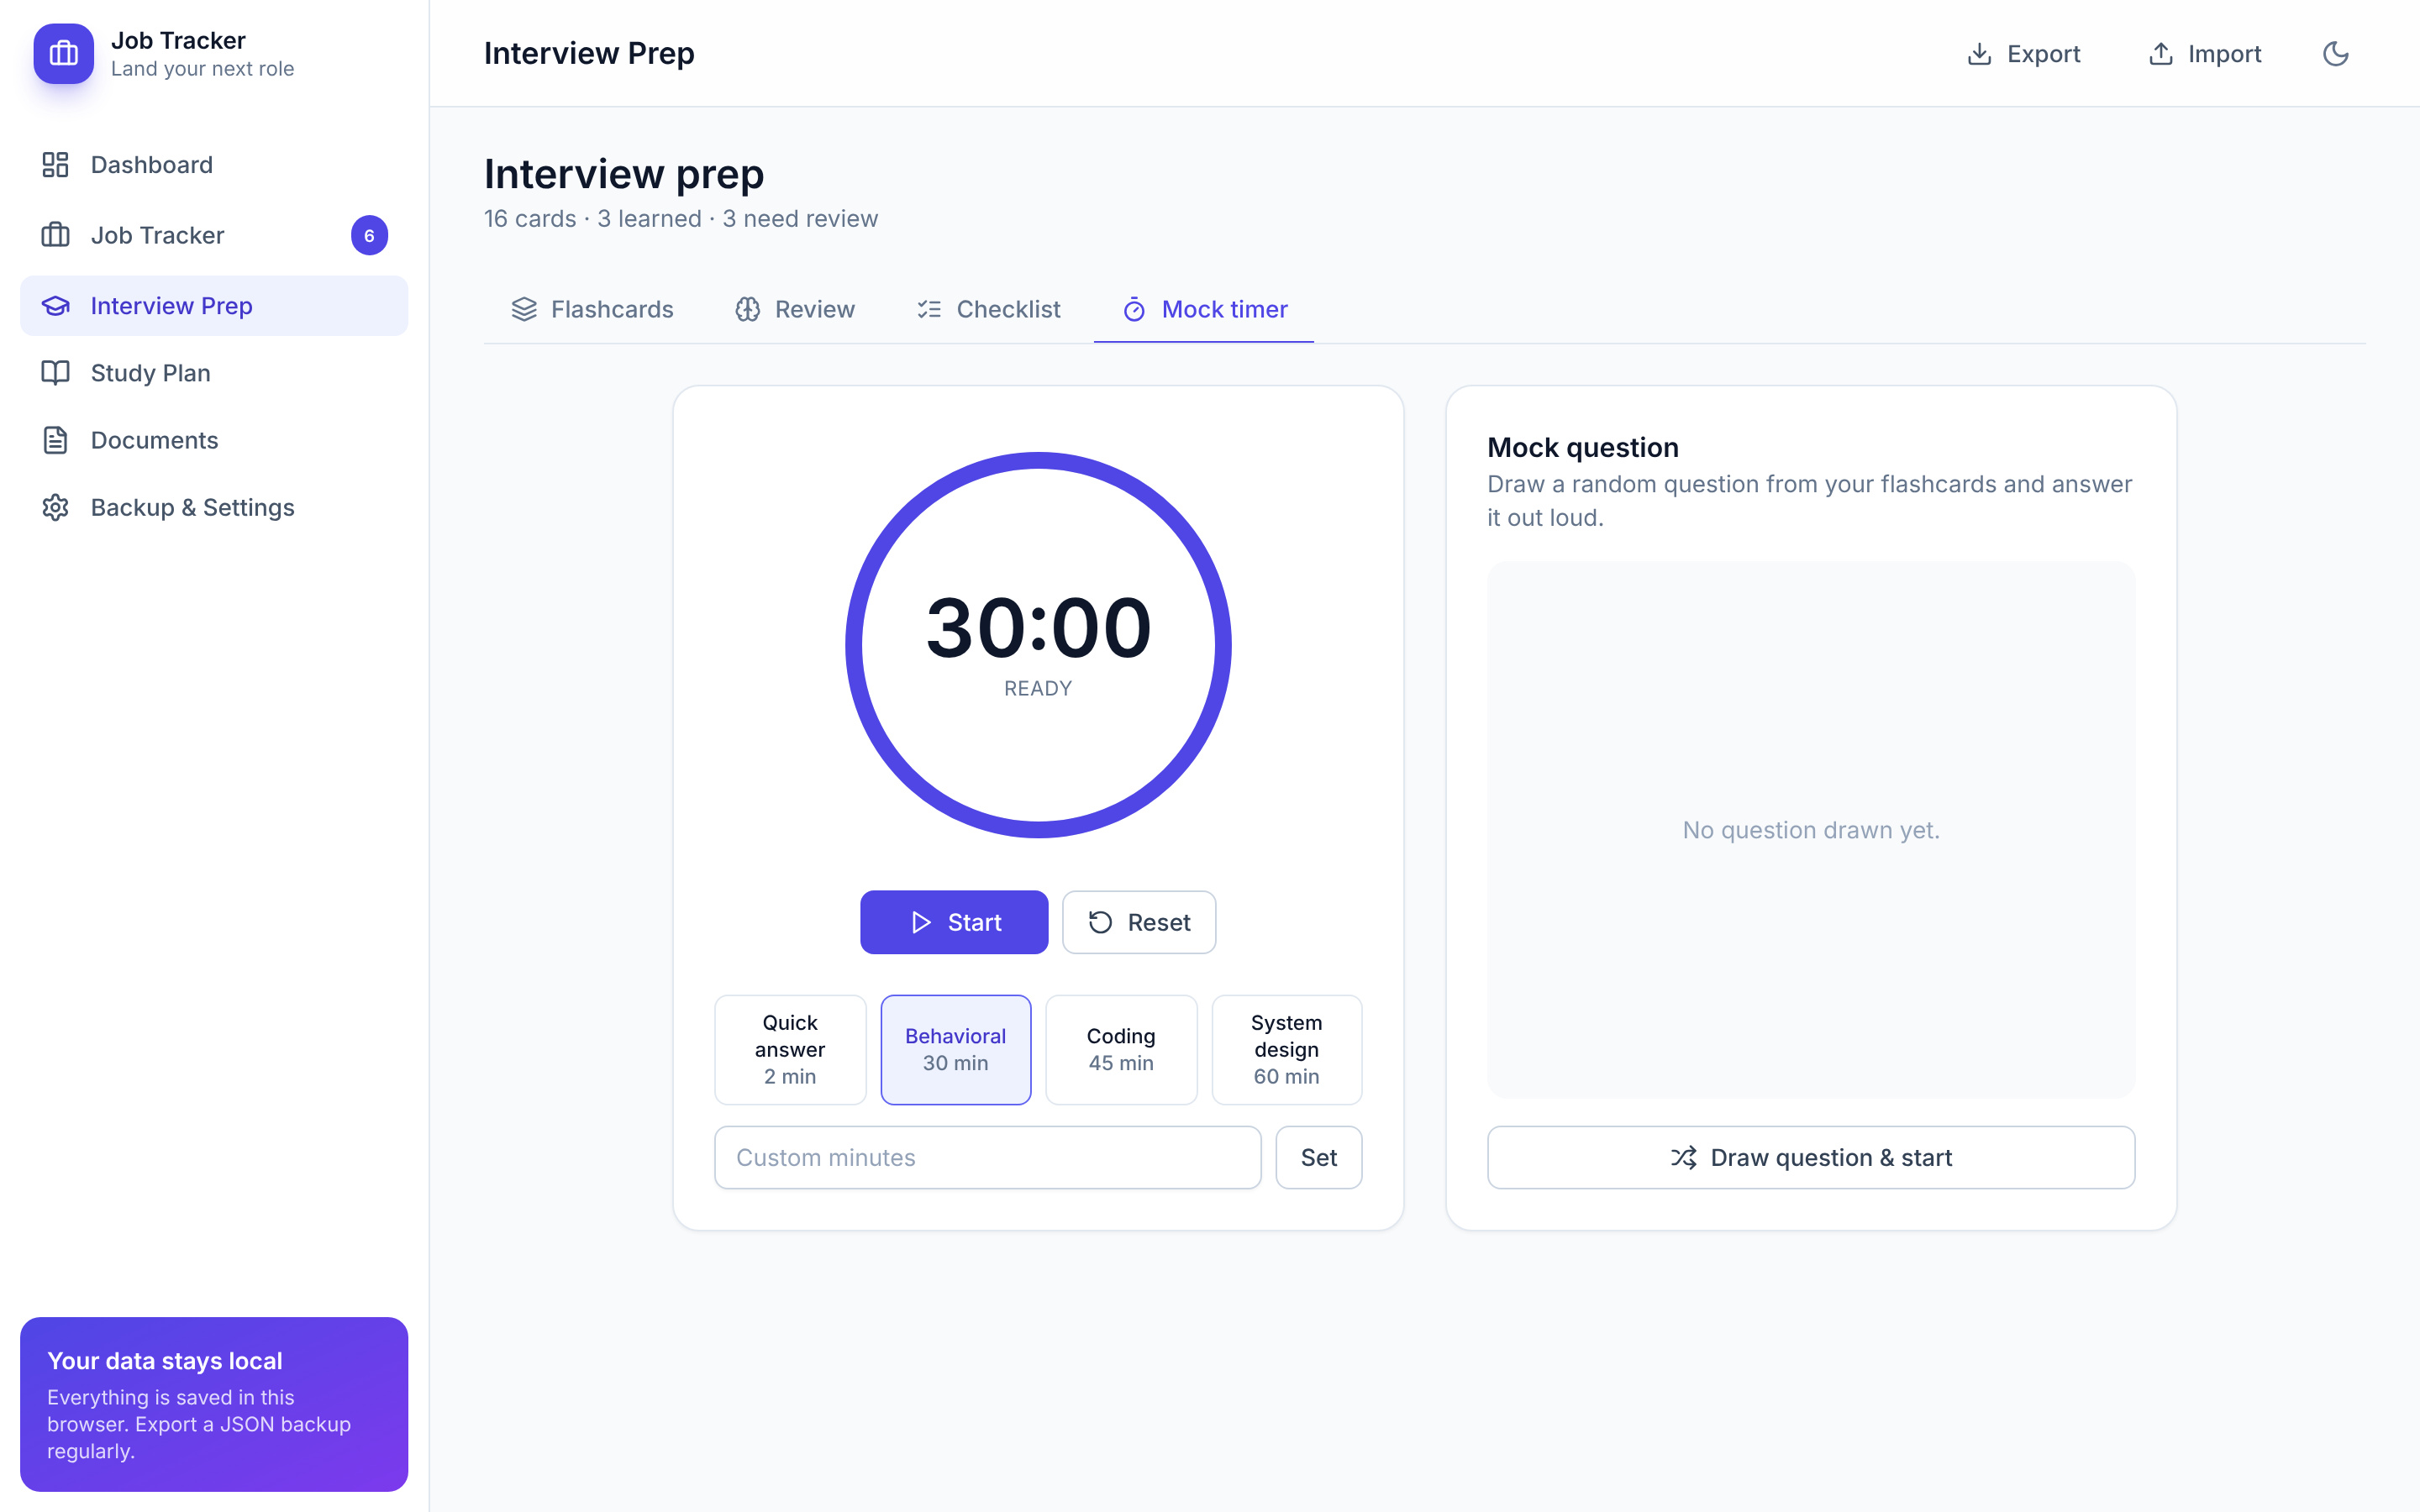 Job Tracker
Land your next role
Dashboard
Job Tracker
6
Interview Prep
Study Plan
Documents
Backup & Settings
Your data stays local
Everything is saved in this
browser. Export a JSON backup
regularly.
Interview Prep
Export
Import
Interview prep
16 cards · 3 learned · 3 need review
Flashcards
Review
Checklist
Mock timer
30:00
READY
Start
Reset
Quick
answer
2 min
Behavioral
30 min
Coding
45 min
System
design
60 min
Custom minutes
Set
Mock question
Draw a random question from your flashcards and answer
it out loud.
No question drawn yet.
Draw question & start